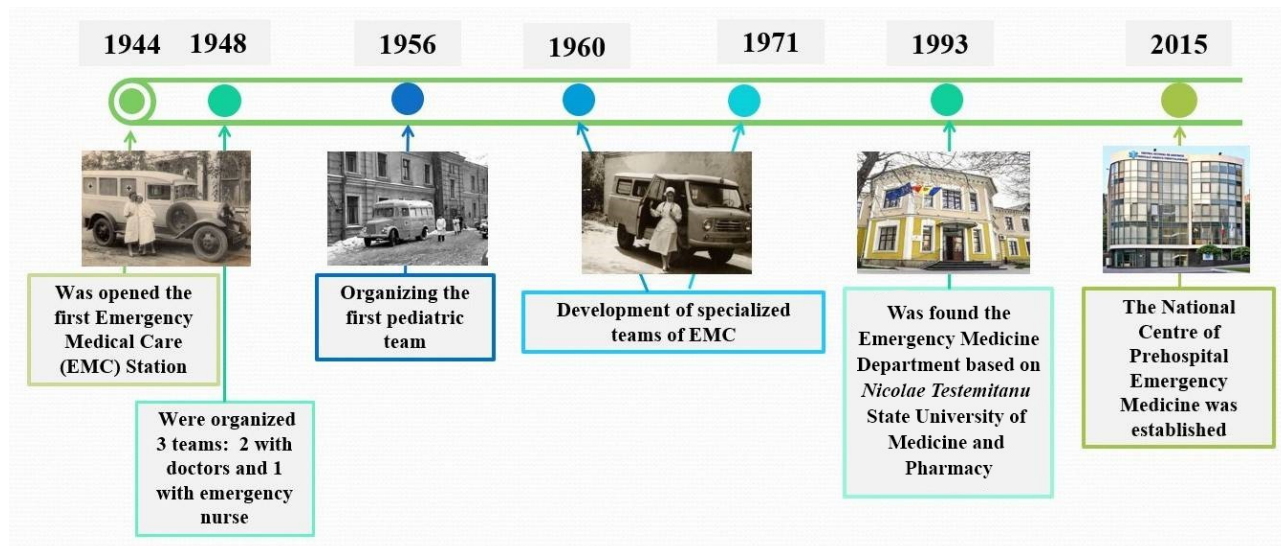 1944
1948
1956
1960
1971
1993
2015
Was opened the
first Emergency
Medical Care
(EMC) Station
Were organized
3 teams: 2 with
doctors and 1
with emergency
nurse
Organizing the
first pediatric
team
Development of specialized
teams of EMC
Was found the
Emergency Medicine
Department based on
Nicolae Testemitanu
State University of
Medicine and
Pharmacy
The National
Centre of
Prehospital
Emergency
Medicine was
established